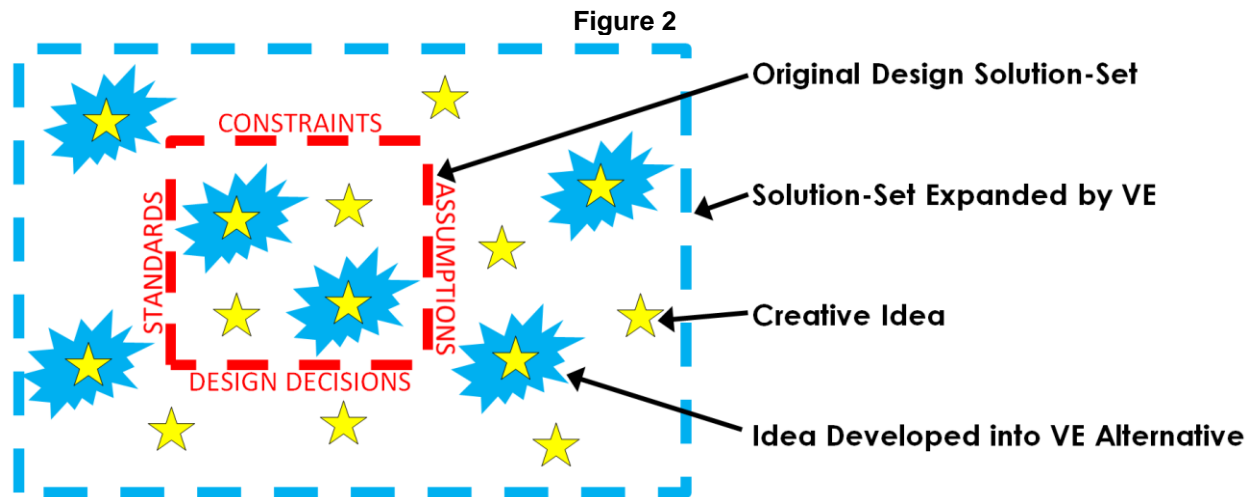 Figure 2
Original Design Solution-Set
CONSTRAINTS
STANDARDS
ASSUMPTIONS
Solution-Set Expanded by VE
Creative Idea
DESIGN DECISIONS
Idea Developed into VE Alternative